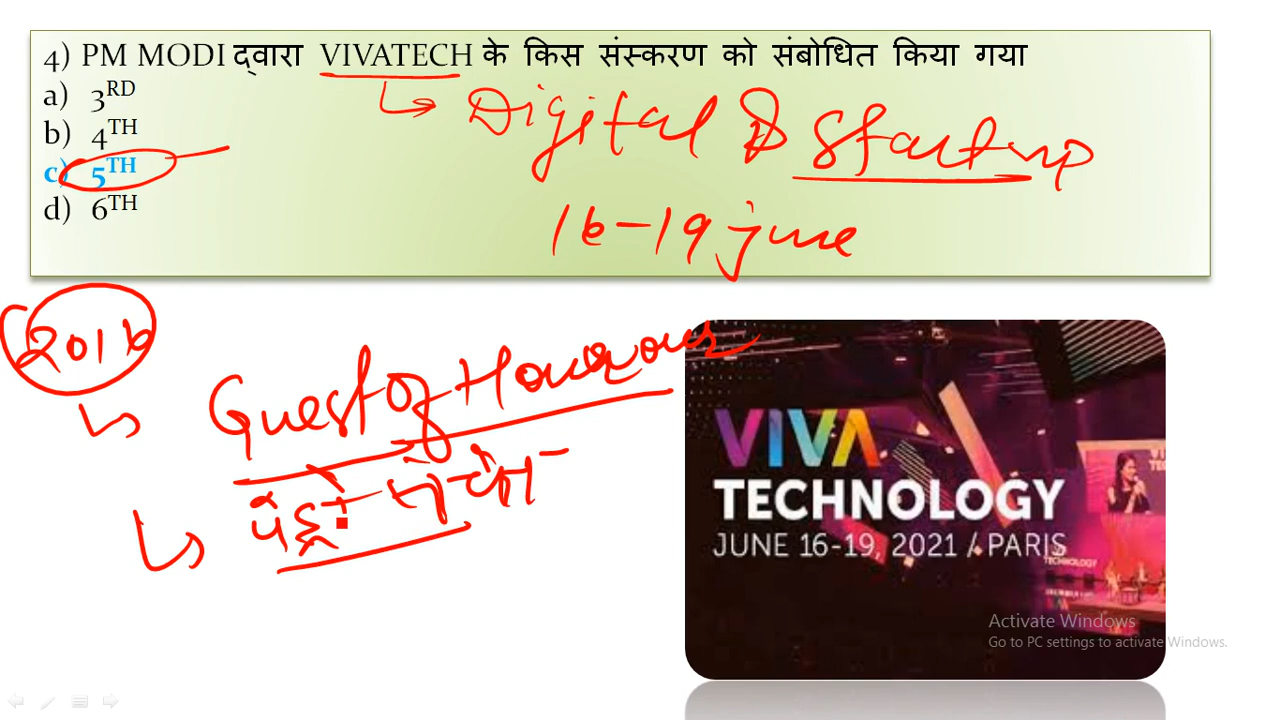 4) PM MODI द्वारा VIVATECH के किस संस्करण को संबोधित किया गया
a) 3RD
b) 4TH
c) 5TH
d) 6TH
Digital & Startup
16-19 june
2016
Guest of Honour
VIVA
TECHNOLOGY
JUNE 16-19, 2021 / PARIS
TECHNOLOGY
Activate Windows
Go to PC settings to activate Windows.